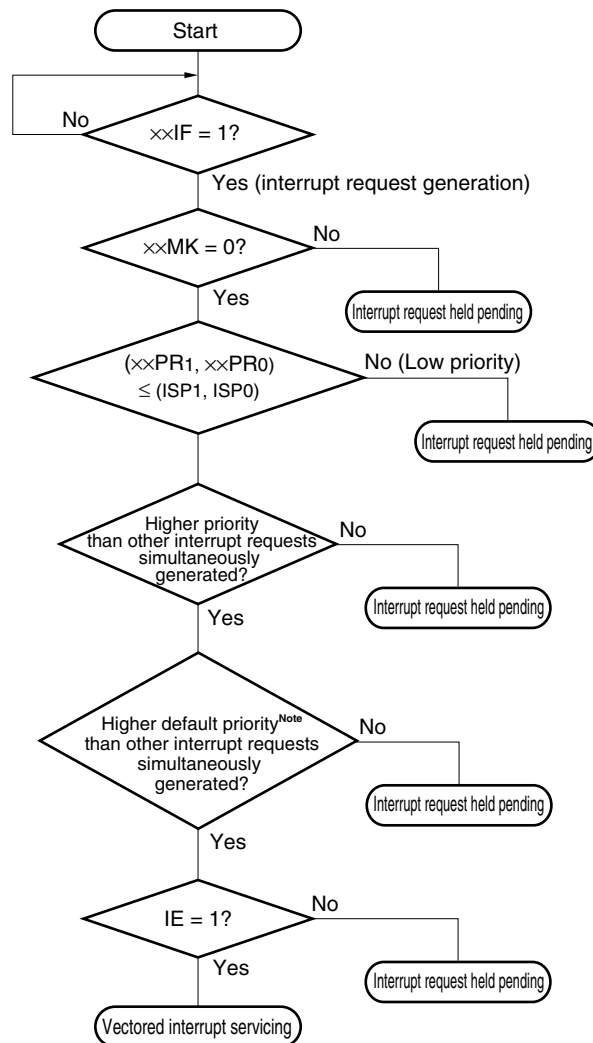 Start
No
××IF = 1?
Yes (interrupt request generation)
××MK = 0?
No
Yes
Interrupt request held pending
(××PR1, ××PR0)
≤ (ISP1, ISP0)
No (Low priority)
Interrupt request held pending
Higher priority
than other interrupt requests
simultaneously
generated?
No
Interrupt request held pending
Yes
Higher default priorityNote
than other interrupt requests
simultaneously
generated?
No
Interrupt request held pending
Yes
IE = 1?
No
Yes
Interrupt request held pending
Vectored interrupt servicing